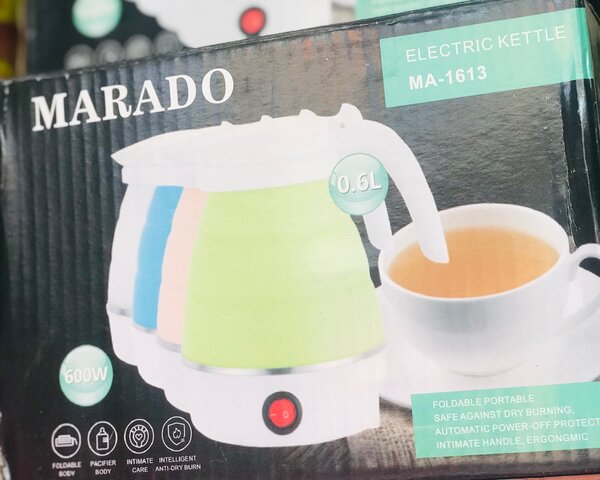 MARADO
ELECTRIC KETTLE
MA-1613
0.6L
600W
FOLDABLE
BODY
PACIFIER
BODY
INTIMATE
CARE
INTELLIGENT
ANTI-DRY BURN
FOLDABLE PORTABLE
SAFE AGAINST DRY BURNING,
AUTOMATIC POWER-OFF PROTECT
INTIMATE HANDLE, ERGONGMIC